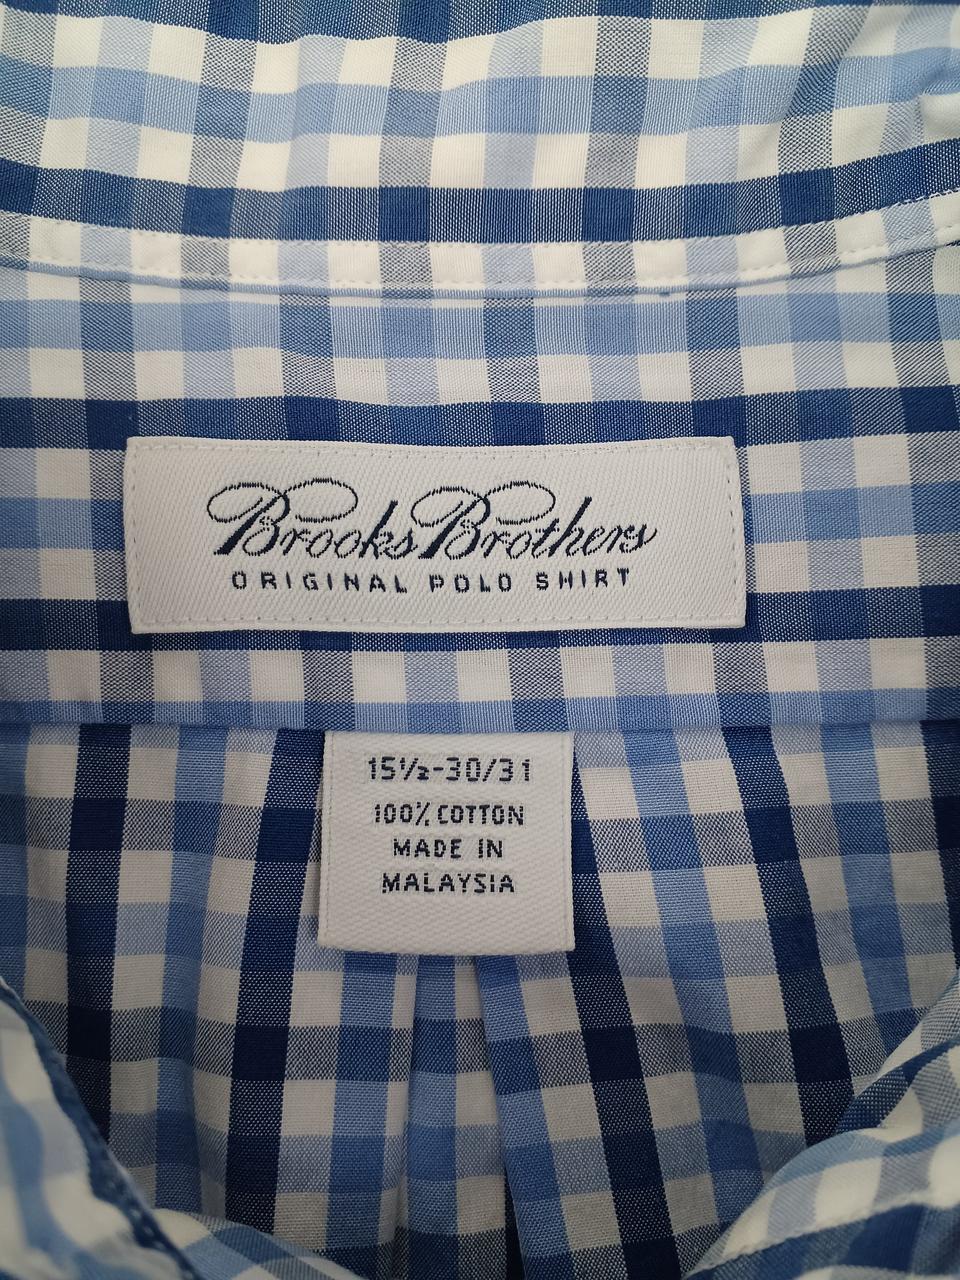 Brooks Brothers
ORIGINAL POLO SHIRT
15½-30/31
100% COTTON
MADE IN
MALAYSIA